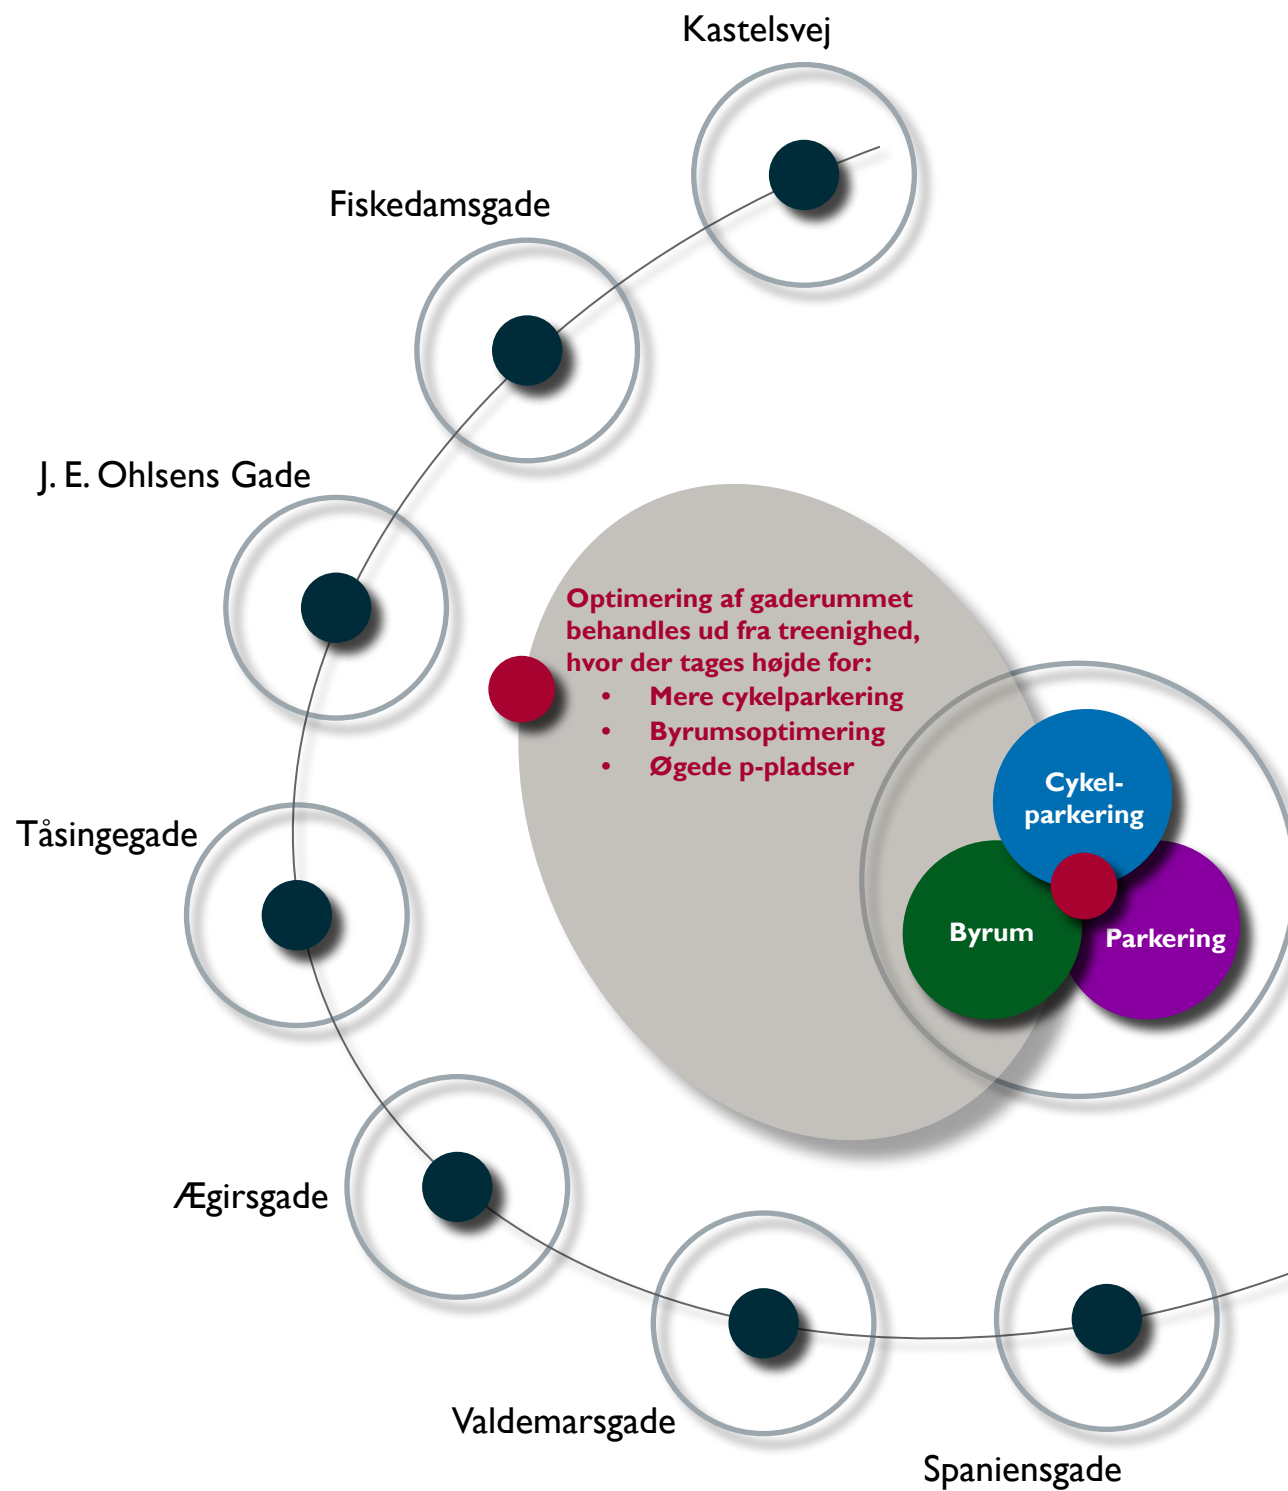 Kastelsvej
Fiskedamsgade
J. E. Ohlsens Gade
Optimering af gaderummet
behandles ud fra treenighed,
hvor der tages højde for:
• Mere cykelparkering
• Byrumsoptimering
• Øgede p-pladser
Cykel-
parkering
Byrum
Parkering
Tåsingegade
Ægirsgade
Valdemarsgade
Spaniensgade